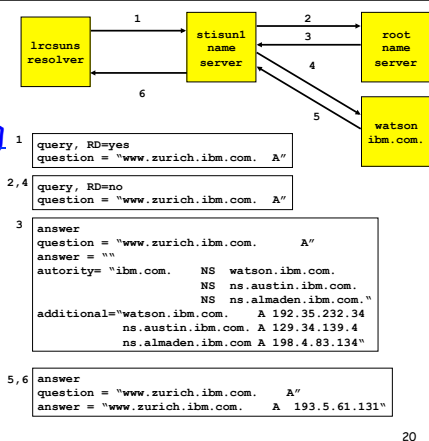 1
2
3
4
5
6
lrcsuns
resolver
stisun1
name
server
root
name
server
watson
ibm.com.
1
query, RD=yes
question = "www.zurich.ibm.com. A"
2,4
query, RD=no
question = "www.zurich.ibm.com. A"
3
answer
question = "www.zurich.ibm.com. A"
answer = ""
autority= "ibm.com. NS watson.ibm.com.
NS ns.austin.ibm.com.
NS ns.almaden.ibm.com."
additional="watson.ibm.com. A 192.35.232.34
ns.austin.ibm.com. A 129.34.139.4
ns.almaden.ibm.com A 198.4.83.134"
5,6
answer
question = "www.zurich.ibm.com. A"
answer = "www.zurich.ibm.com. A 193.5.61.131"
20